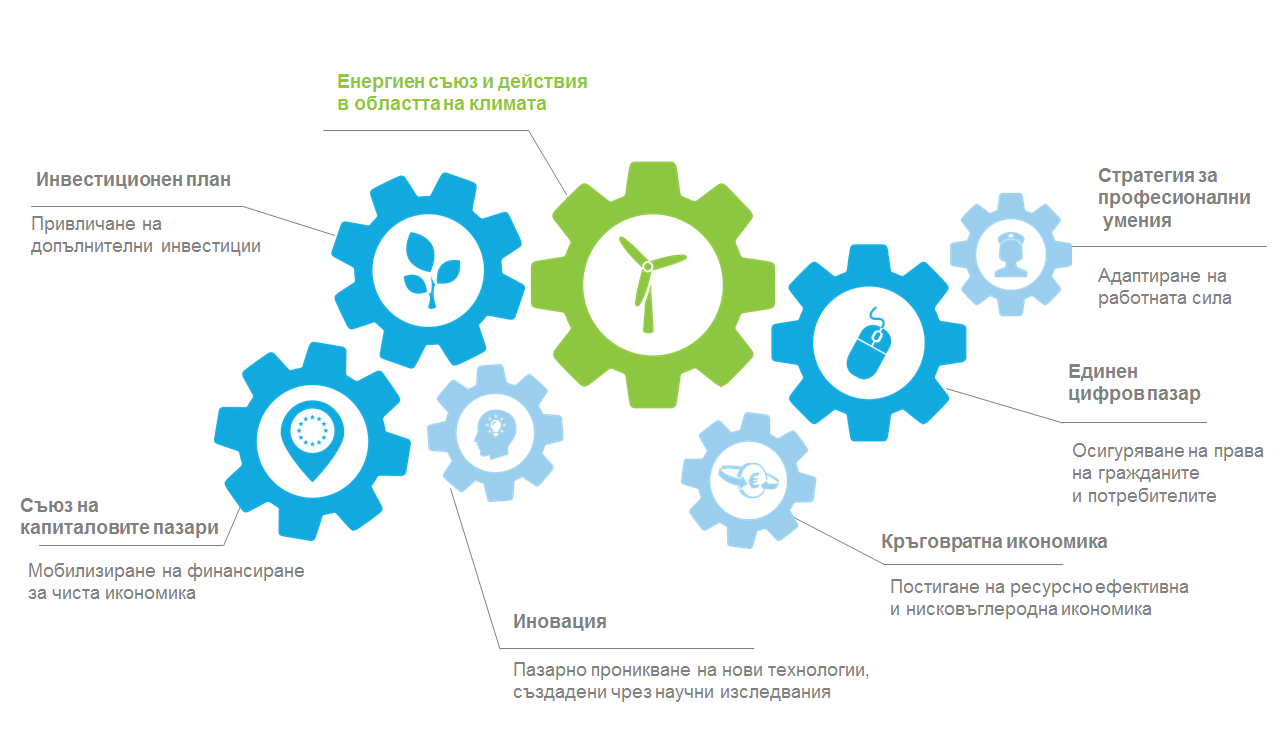 Енергиен съюз и действия
в областта на климата
Инвестиционен план
Привличане на
допълнителни инвестиции
Стратегия за
професионални
умения
Адаптиране на
работната сила
Единен
цифров пазар
Осигуряване на права
на гражданите
и потребителите
Съюз на
капиталовите пазари
Мобилизиране на финансиране
за чиста икономика
Кръговратна икономика
Постигане на ресурсно ефективна
и нисковъглеродна икономика
Иновация
Пазарно проникване на нови технологии,
създадени чрез научни изследвания
€